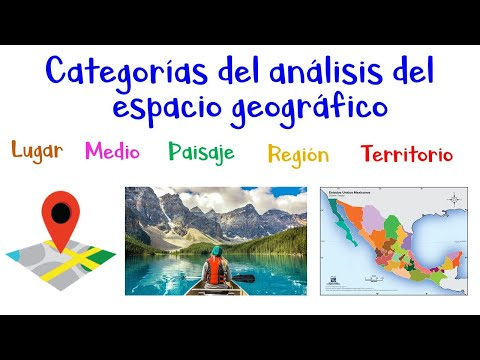 Categorías del análisis del
espacio geográfico
Lugar Medio Paisaje Región Territorio
Estados Unidos Mexicanos